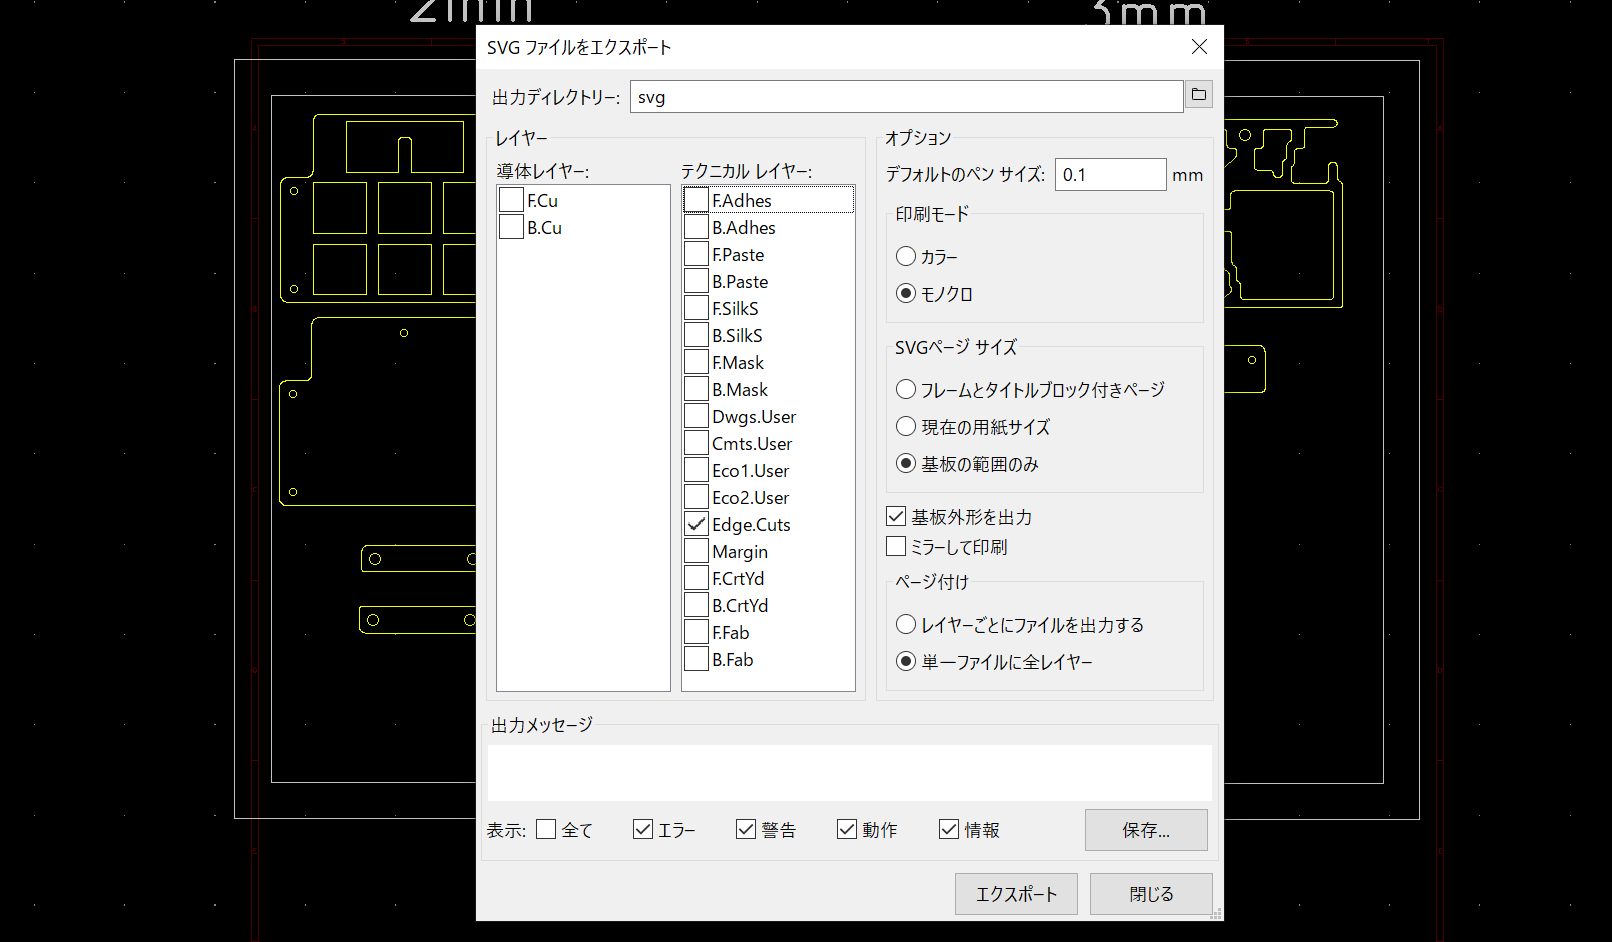 2mm
3mm
SVG ファイルをエクスポート
出力ディレクトリー: svg
レイヤー
導体レイヤー:
F.Cu
B.Cu
テクニカル レイヤー:
F.Adhes
B.Adhes
F.Paste
B.Paste
F.SilkS
B.SilkS
F.Mask
B.Mask
Dwgs.User
Cmts.User
Eco1.User
Eco2.User
Edge.Cuts
Margin
F.CrtYd
B.CrtYd
F.Fab
B.Fab
オプション
デフォルトのペン サイズ: 0.1 mm
印刷モード
カラー
モノクロ
SVGページ サイズ
フレームとタイトルブロック付きページ
現在の用紙サイズ
基板の範囲のみ
基板外形を出力
ミラーして印刷
ページ付け
レイヤーごとにファイルを出力する
単一ファイルに全レイヤー
出力メッセージ
表示: 全て エラー 警告 動作 情報 保存...
エクスポート 閉じる